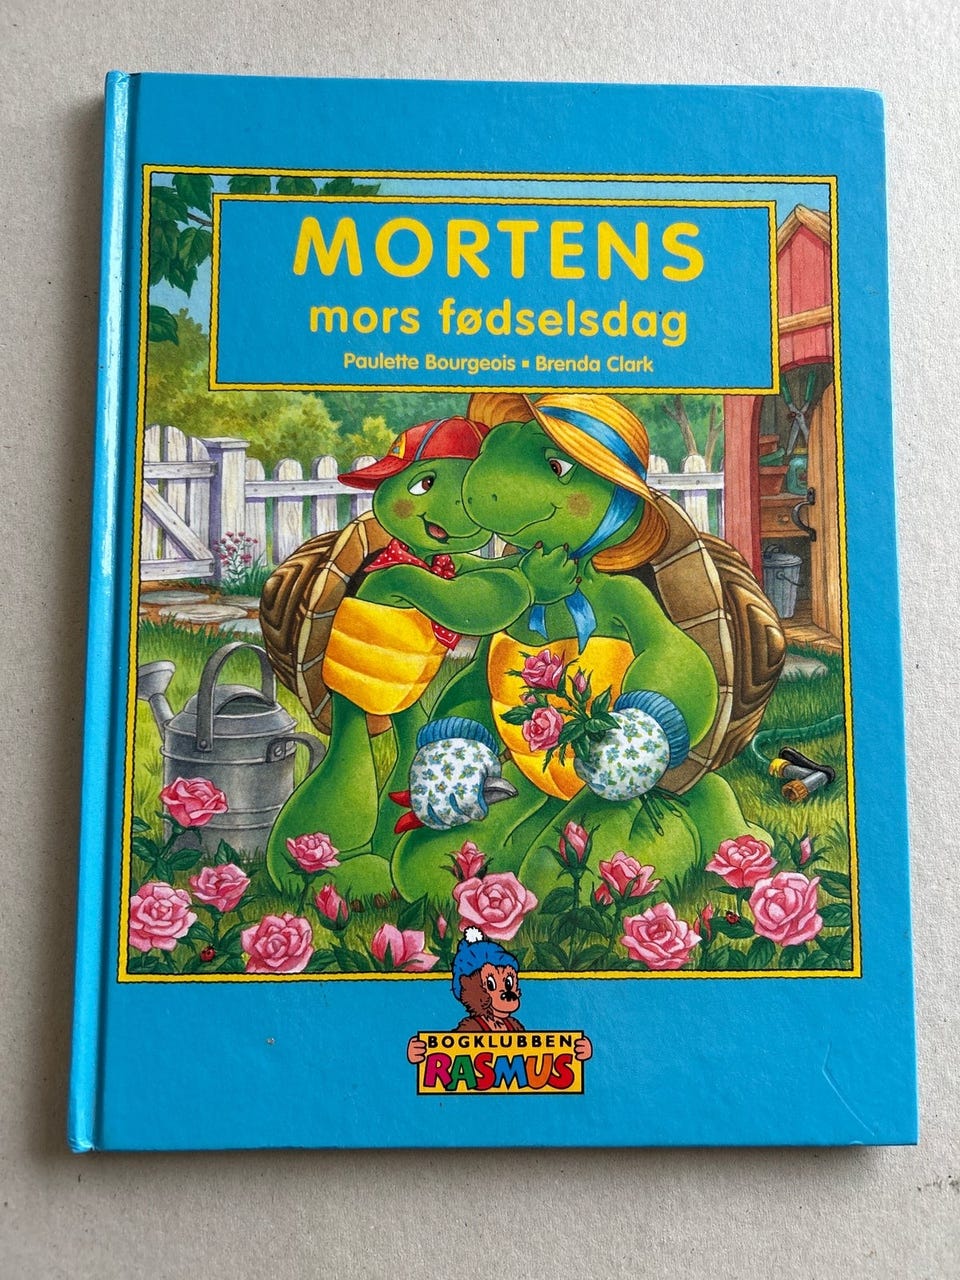 MORTENS
mors fødselsdag
Paulette Bourgeois ▪ Brenda Clark
BOGKLUBBEN
RASMUS